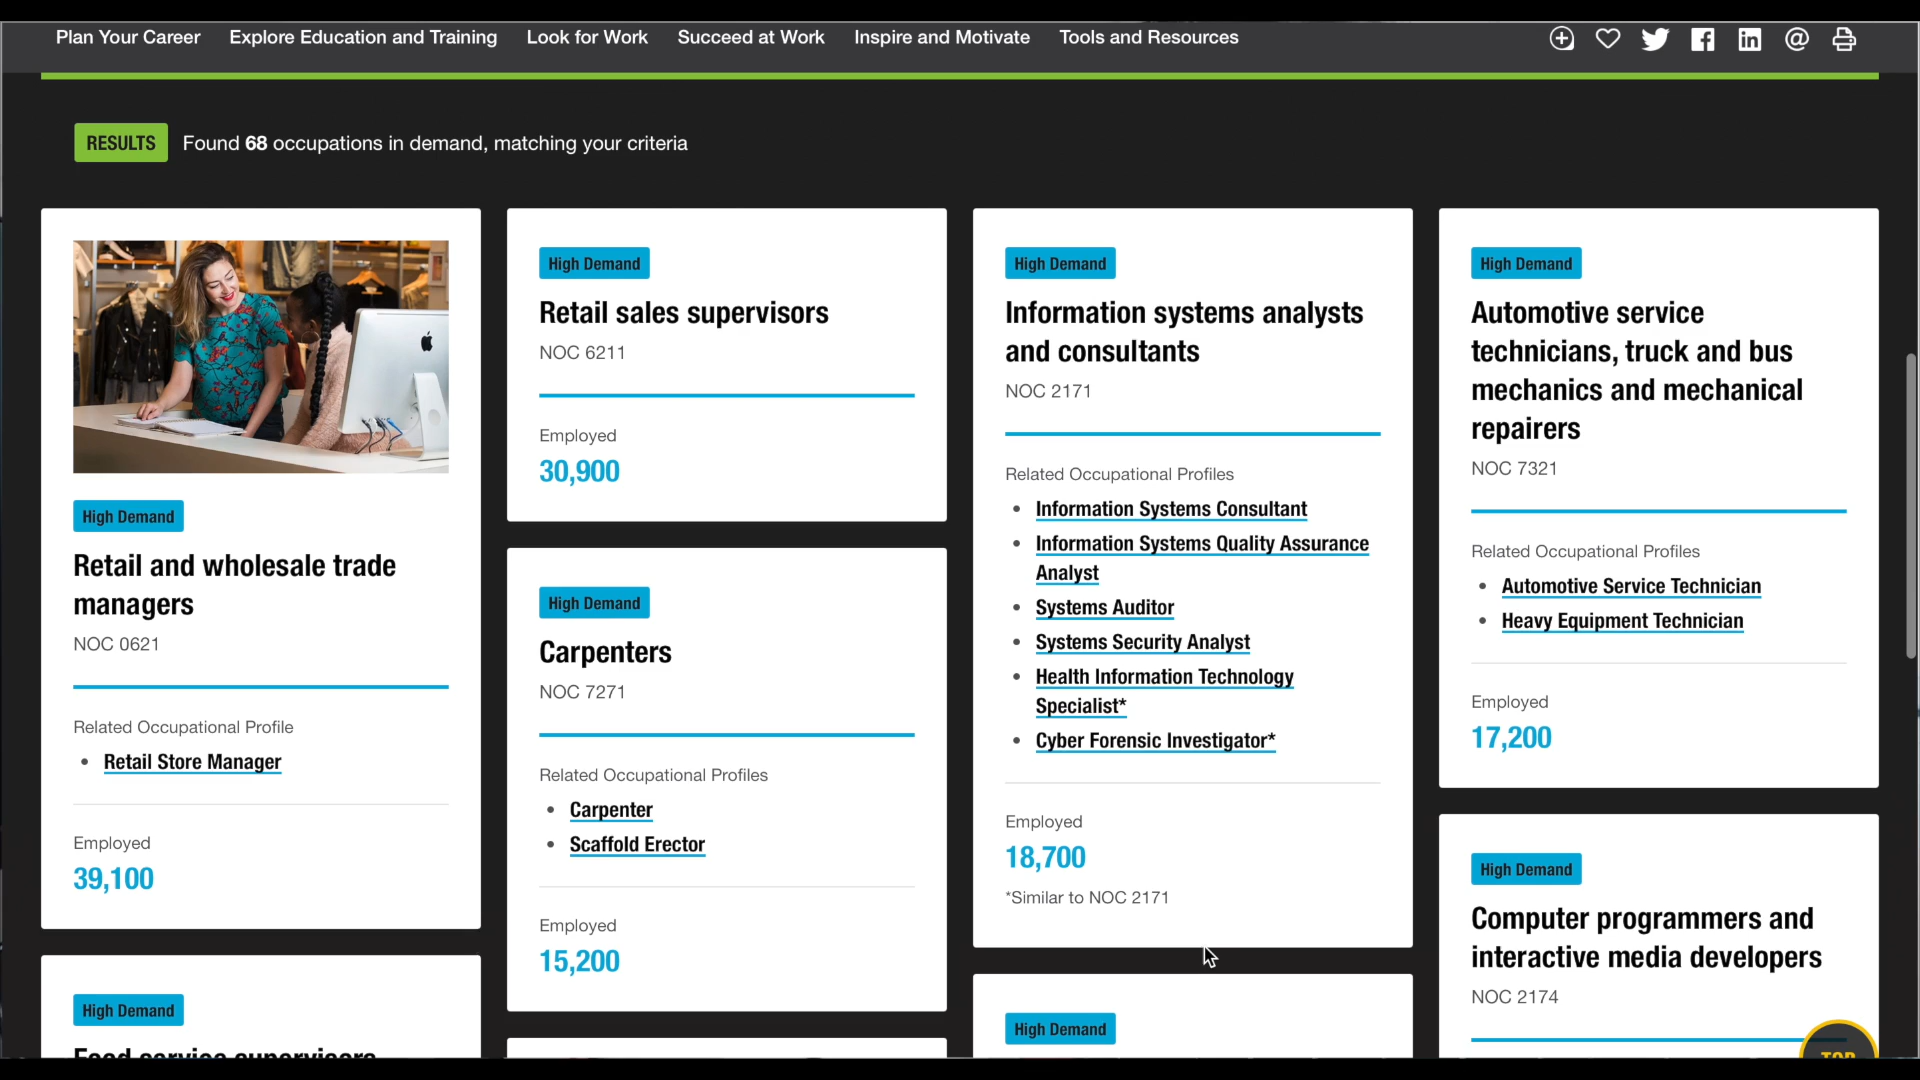 Plan Your Career Explore Education and Training Look for Work Succeed at Work Inspire and Motivate Tools and Resources
RESULTS Found 68 occupations in demand, matching your criteria
High Demand
Retail and wholesale trade
managers
NOC 0621
Related Occupational Profile
• Retail Store Manager
Employed
39,100
High Demand
Food service supervisors
High Demand
Retail sales supervisors
NOC 6211
Employed
30,900
High Demand
Carpenters
NOC 7271
Related Occupational Profiles
• Carpenter
• Scaffold Erector
Employed
15,200
High Demand
Information systems analysts
and consultants
NOC 2171
Related Occupational Profiles
• Information Systems Consultant
• Information Systems Quality Assurance
Analyst
• Systems Auditor
• Systems Security Analyst
• Health Information Technology
Specialist*
• Cyber Forensic Investigator*
Employed
18,700
*Similar to NOC 2171
High Demand
High Demand
Automotive service
technicians, truck and bus
mechanics and mechanical
repairers
NOC 7321
Related Occupational Profiles
• Automotive Service Technician
• Heavy Equipment Technician
Employed
17,200
High Demand
Computer programmers and
interactive media developers
NOC 2174
TOP